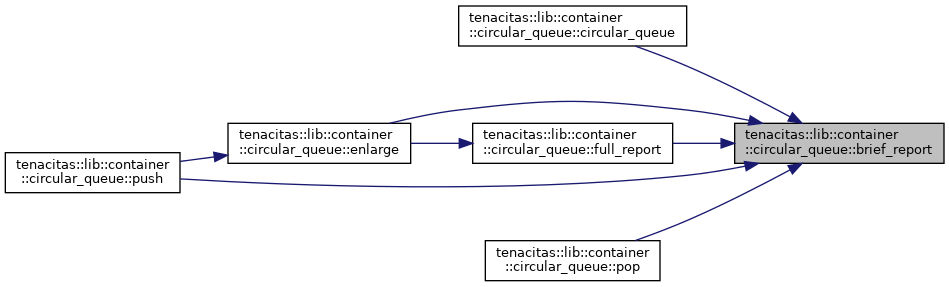 tenacitas::lib::container
::circular_queue::circular_queue
tenacitas::lib::container
::circular_queue::enlarge
tenacitas::lib::container
::circular_queue::full_report
tenacitas::lib::container
::circular_queue::brief_report
tenacitas::lib::container
::circular_queue::push
tenacitas::lib::container
::circular_queue::pop